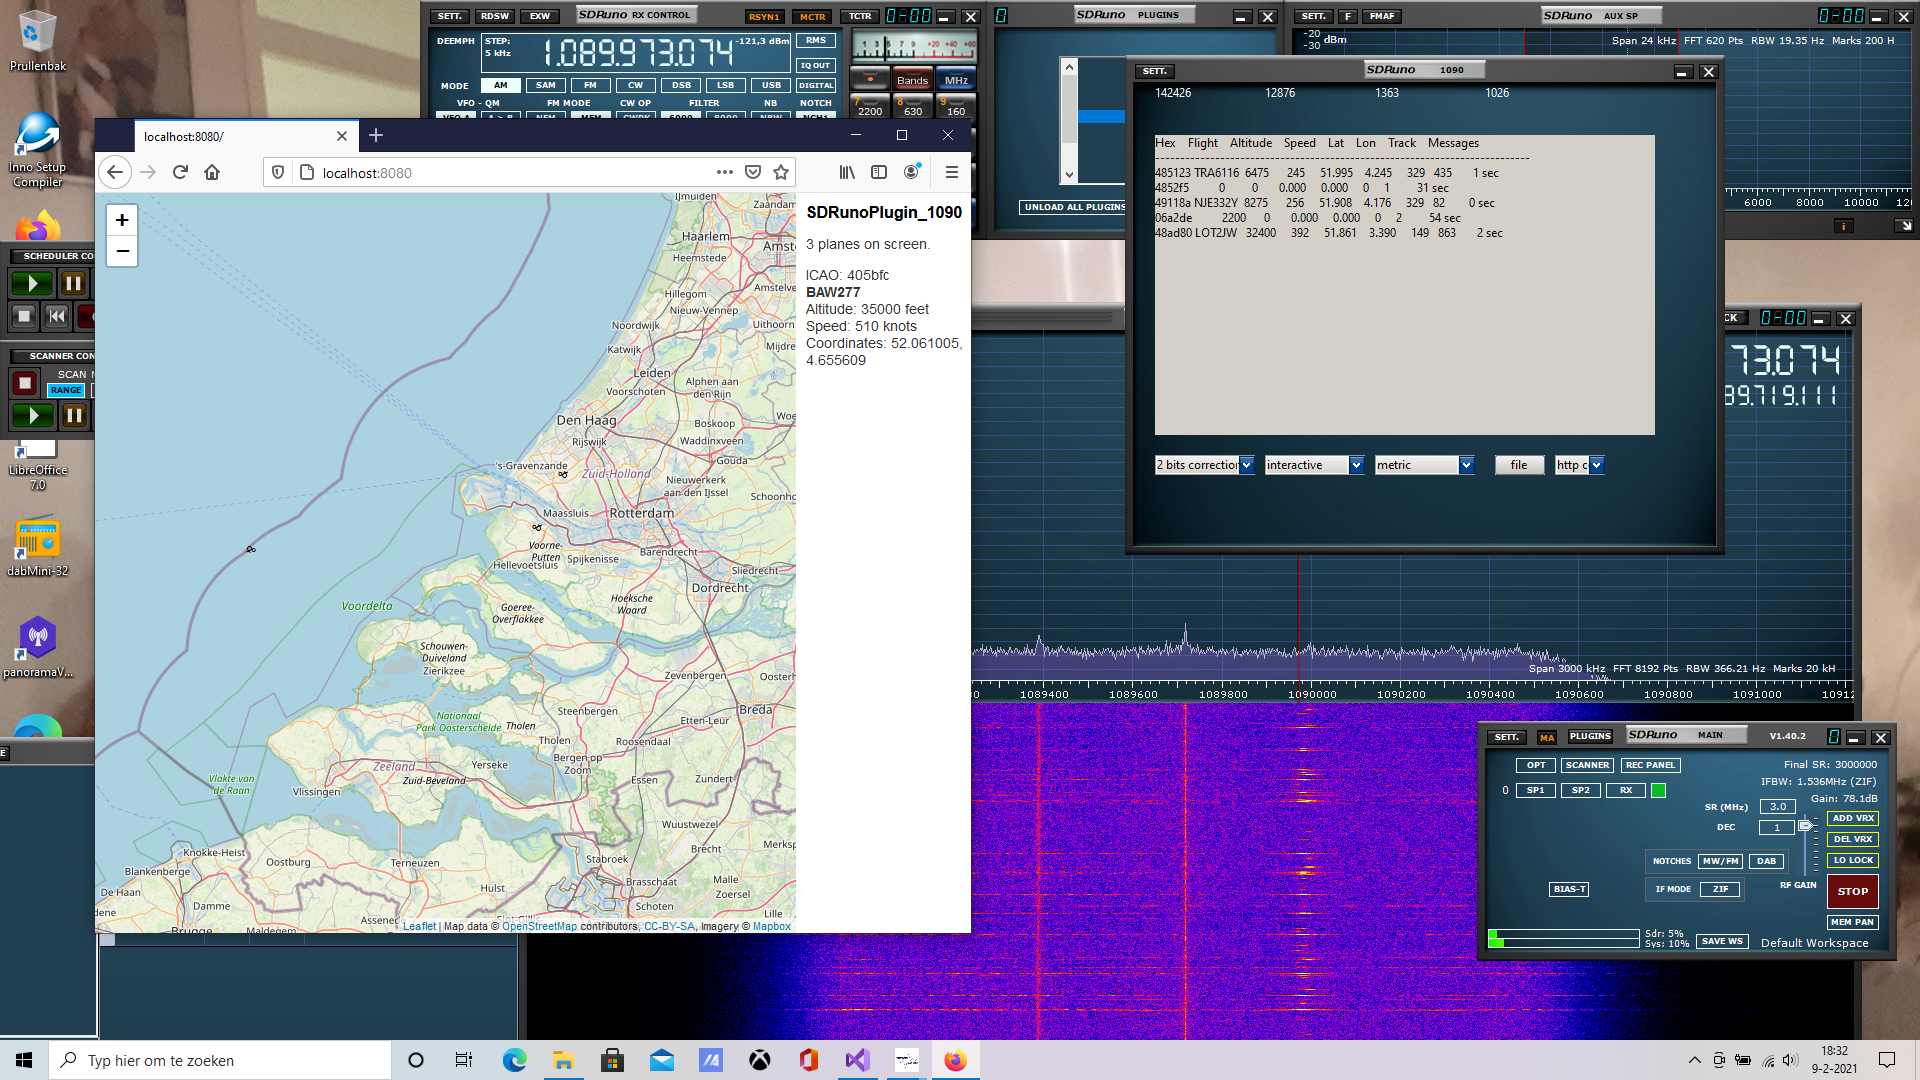 Prullenbak
Inno Setup
Compiler
SCHEDULER CO
SCANNER CON
SCAN
RANGE
LibreOffice
7.0
dabMini-32
panoramaV...
SETT.
RDSW
EXW
SDRuno RX CONTROL
RSYN1
MCTR
TCTR
DEEMPH
STEP:
5 kHz
1.089.973.074
-121,3 dBm
RMS
IQ OUT
MODE
AM
SAM
FM
CW
DSB
LSB
USB
DIGITAL
VFO - QM
FM MODE
CW OP
FILTER
NB
NOTCH
Bands
MHz
2200
630
160
SDRuno PLUGINS
UNLOAD ALL PLUGINS
SETT.
F
FMAF
SDRuno AUX SP
-20
dBm
-30
Span 24 kHz FFT 620 Pts RBW 19.35 Hz Marks 200 H
6000 8000 10000
SETT.
SDRuno 1090
142426 12876 1363 1026
Hex Flight Altitude Speed Lat Lon Track Messages
--------------------------------------------------------------------------------
485123 TRA6116 6475 245 51.995 4.245 329 435 1 sec
4852f5 0 0 0.000 0.000 0 1 31 sec
49118a NJE332Y 8275 256 51.908 4.176 329 82 0 sec
06a2de 2200 0 0.000 0.000 0 2 54 sec
48ad80 LOT2JW 32400 392 51.861 3.390 149 863 2 sec
2 bits correction
interactive
metric
file
http c
localhost:8080/
localhost:8080
+
−
SDRunoPlugin_1090
3 planes on screen.
ICAO: 405bfc
BAW277
Altitude: 35000 feet
Speed: 510 knots
Coordinates: 52.061005,
4.655609
IJmuiden
Zaandam
Haarlem
Amst
Heemstede
Amstelve
Hillegom
Nieuw-Vennep
Noordwijk
Uithoorn
Katwijk
Mijdre
Leiden
Alphen aan
den Rijn
Voorschoten
Den Haag
Boskoop
Rijswijk
Waddinxveen
's-Gravenzande
Gouda
Zuid-Holland
Nieuwerkerk
aan den IJssel
Schoonho
Maassluis
Rotterdam
Voorne-
Putten
Barendrecht
Spijkenisse
Hellevoetsluis
Sliedrecht
Dordrecht
Voordelta
Goeree-
Overflakkee
Hoeksche
Waard
Schouwen-
Duiveland
Zierikzee
Zevenbergen
Oosterh
Steenbergen
Breda
Nationaal
Park Oosterschelde
Tholen
Etten-Leur
Tholen
Roosendaal
Bergen op
Zoom
Zeeland
Yerseke
Zuid-Beveland
Essen
Zundert
Vlakte van
de Raan
Vlissingen
Wuustwezel
Knokke-Heist
Oostburg
Terneuzen
Stabroek
Brecht
Merksp
Blankenberge
Hulst
Brasschaat
Malle
De Haan
Zoersel
Damme
Schoten
Assenede
Lille
Brugge
Maldegem
Leaflet | Map data © OpenStreetMap contributors, CC-BY-SA, Imagery © Mapbox
73.074
89.719.111
Span 3000 kHz FFT 8192 Pts RBW 366.21 Hz Marks 20 kH
1089400 1089600 1089800 1090000 1090200 1090400 1090600 1090800 1091000 10912
SETT.
MA
PLUGINS
SDRuno MAIN
V1.40.2
OPT
SCANNER
REC PANEL
Final SR: 3000000
IFBW: 1.536MHz (ZIF)
Gain: 78.1dB
0
SP1
SP2
RX
SR (MHz)
3.0
DEC
1
ADD VRX
DEL VRX
LO LOCK
NOTCHES
MW/FM
DAB
BIAS-T
IF MODE
ZIF
RF GAIN
STOP
MEM PAN
Sdr: 5%
Sys: 10%
SAVE WS
Default Workspace
Typ hier om te zoeken
18:32
9-2-2021